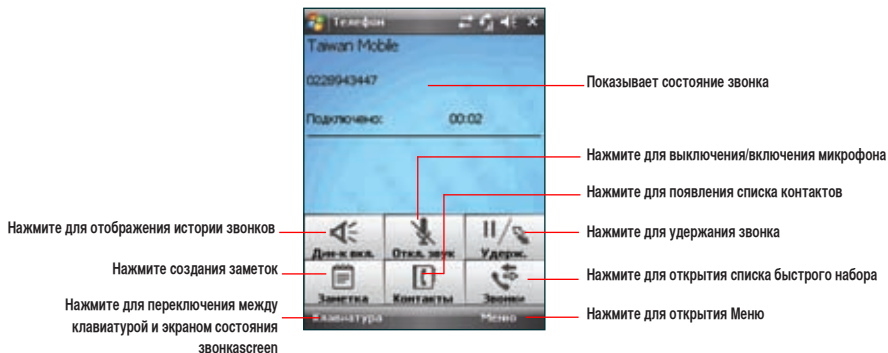 Телефон
Taiwan Mobile
0228943447
Подключено: 00:02
Дин-к вкл. Откл. звук Удерж.
Заметка Контакты Звонки
Клавиатура Меню
Показывает состояние звонка
Нажмите для выключения/включения микрофона
Нажмите для появления списка контактов
Нажмите для удержания звонка
Нажмите для открытия списка быстрого набора
Нажмите для открытия Меню
Нажмите для отображения истории звонков
Нажмите создания заметок
Нажмите для переключения между
клавиатурой и экраном состояния
звонкаscreen